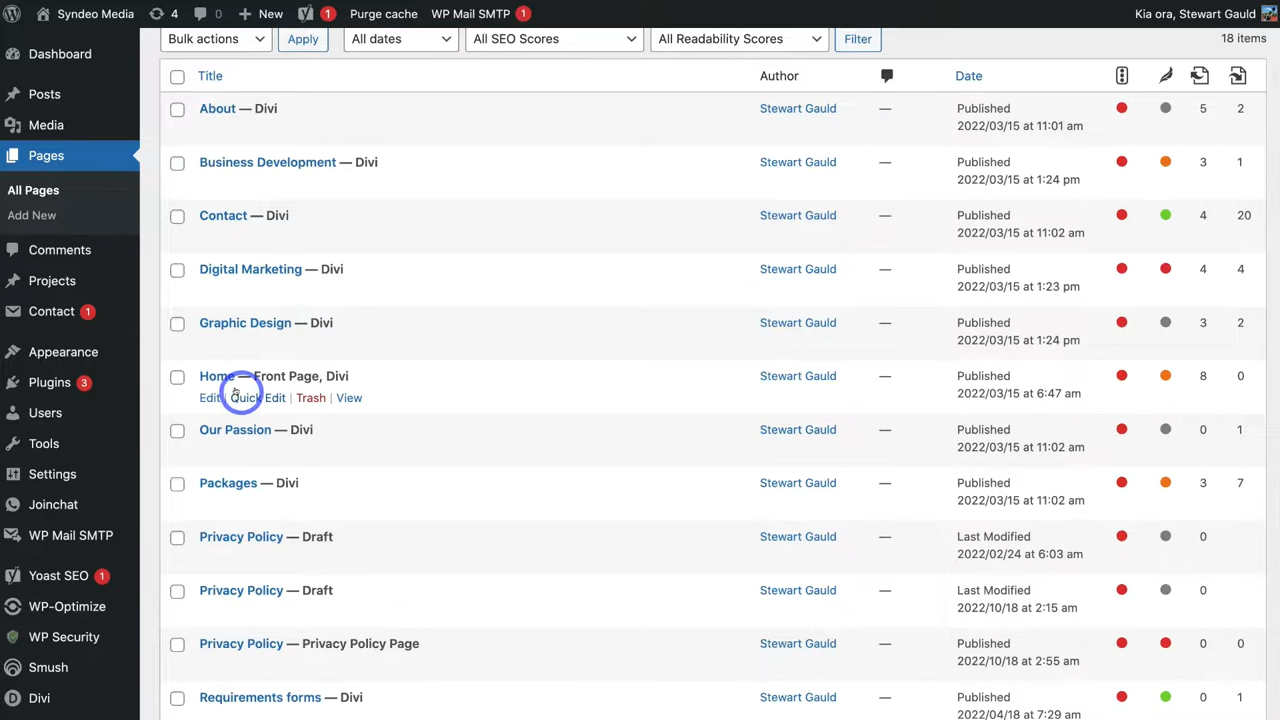 Syndeo Media 4 0 New 1 Purge cache WP Mail SMTP 1 Kia ora, Stewart Gauld
Bulk actions Apply All dates All SEO Scores All Readability Scores Filter 18 items
Dashboard
Posts
Media
Pages
All Pages
Add New
Comments
Projects
Contact 1
Appearance
Plugins 3
Users
Tools
Settings
Joinchat
WP Mail SMTP
Yoast SEO 1
WP-Optimize
WP Security
Smush
Divi
Title Author Date
About — Divi Stewart Gauld — Published 5 2
2022/03/15 at 11:01 am
Business Development — Divi Stewart Gauld — Published 3 1
2022/03/15 at 1:24 pm
Contact — Divi Stewart Gauld — Published 4 20
2022/03/15 at 11:02 am
Digital Marketing — Divi Stewart Gauld — Published 4 4
2022/03/15 at 1:23 pm
Graphic Design — Divi Stewart Gauld — Published 3 2
2022/03/15 at 1:24 pm
Home — Front Page, Divi Stewart Gauld — Published 8 0
Edit | Quick Edit | Trash | View 2022/03/15 at 6:47 am
Our Passion — Divi Stewart Gauld — Published 0 1
2022/03/15 at 11:02 am
Packages — Divi Stewart Gauld — Published 3 7
2022/03/15 at 11:02 am
Privacy Policy — Draft Stewart Gauld — Last Modified 0
2022/02/24 at 6:03 am
Privacy Policy — Draft Stewart Gauld — Last Modified 0
2022/10/18 at 2:15 am
Privacy Policy — Privacy Policy Page Stewart Gauld — Published 0 0
2022/10/18 at 2:55 am
Requirements forms — Divi Stewart Gauld — Published 0 1
2022/04/18 at 7:29 am